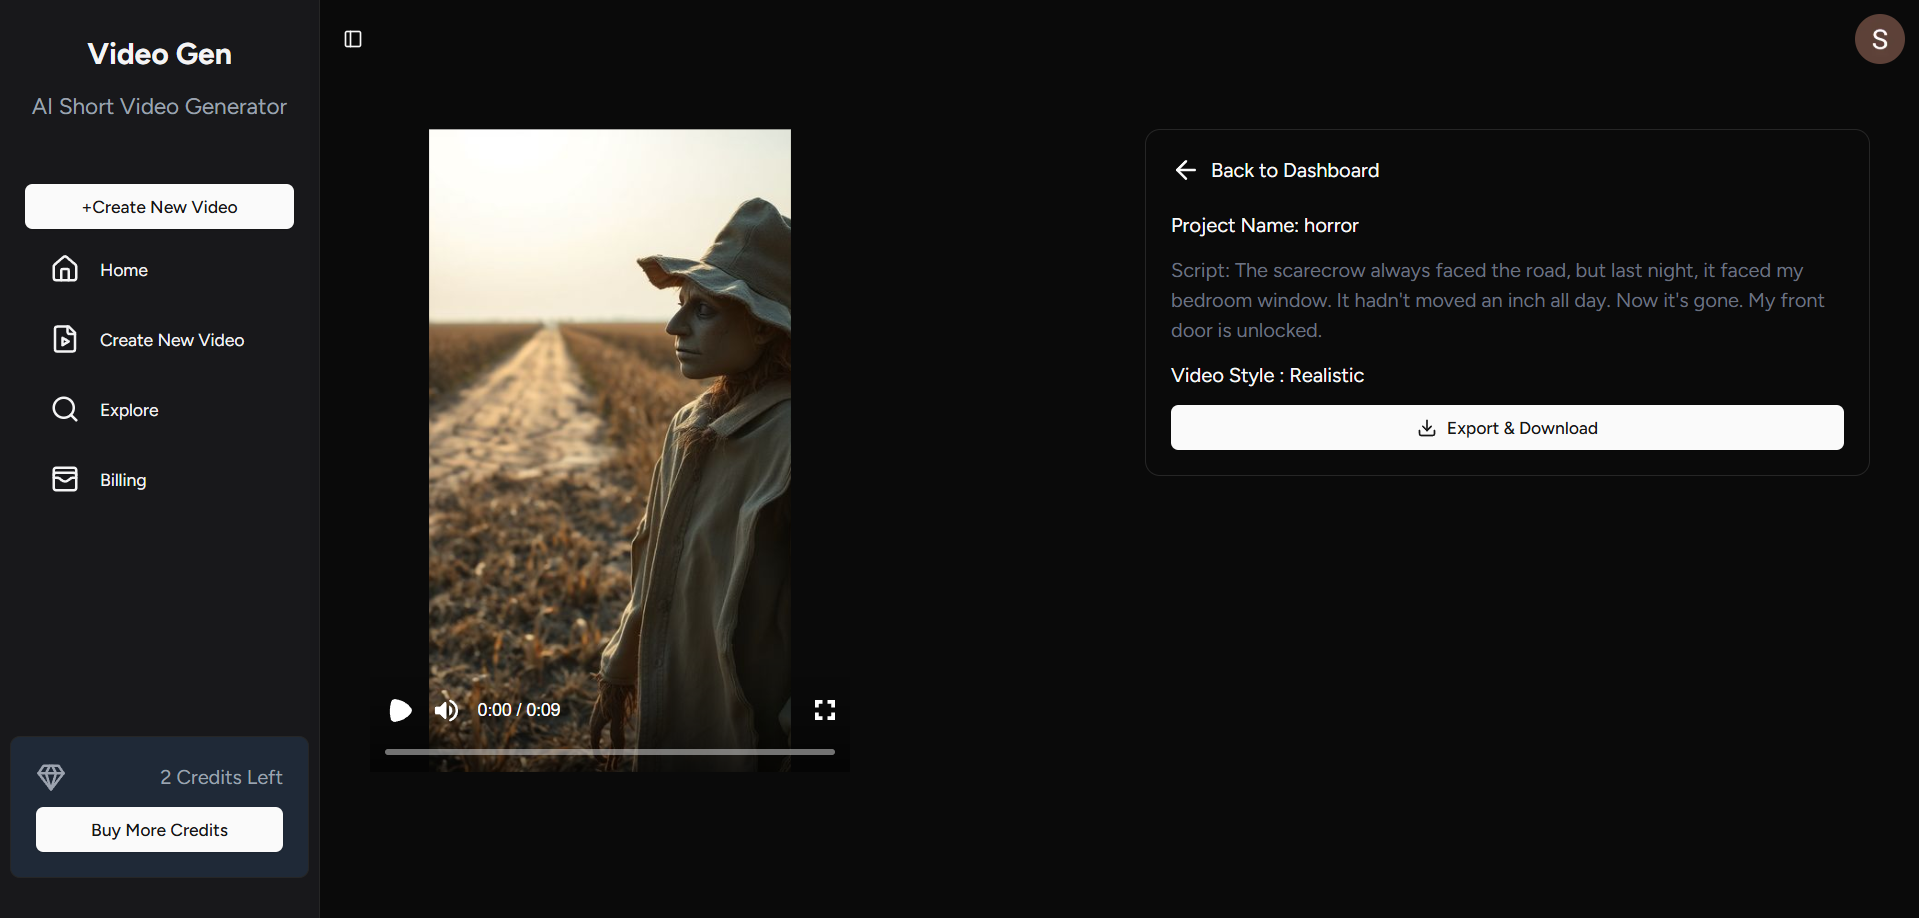 Video Gen
AI Short Video Generator
+Create New Video
Home
Create New Video
Explore
Billing
2 Credits Left
Buy More Credits
S
0:00 / 0:09
Back to Dashboard
Project Name: horror
Script: The scarecrow always faced the road, but last night, it faced my
bedroom window. It hadn't moved an inch all day. Now it's gone. My front
door is unlocked.
Video Style : Realistic
Export & Download